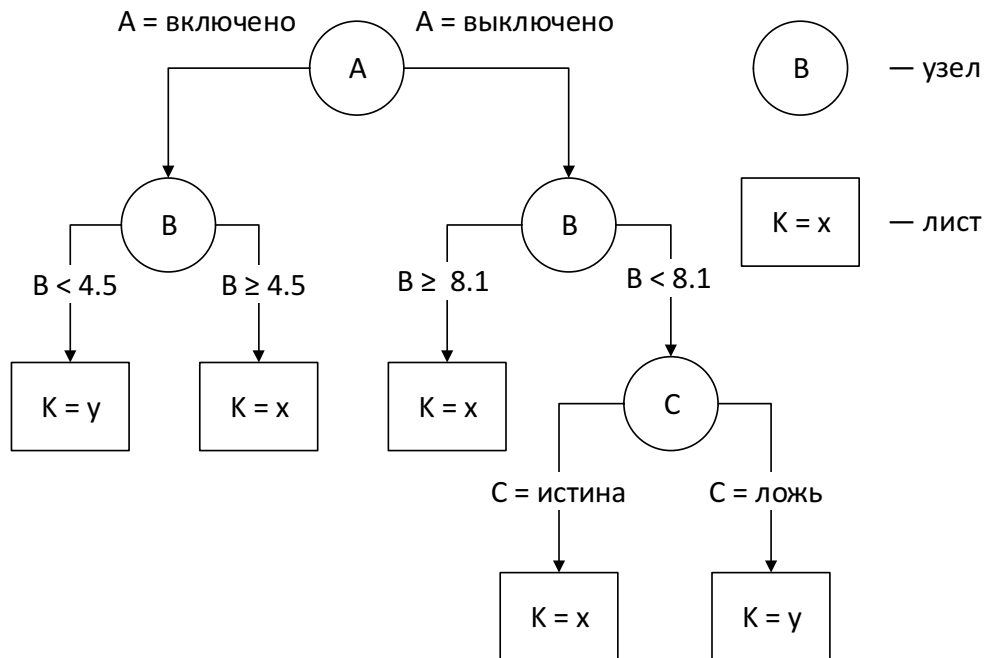 A = включено
A = выключено
A
B
— узел
B
B
K = x
— лист
B < 4.5
B ≥ 4.5
B ≥ 8.1
B < 8.1
K = y
K = x
K = x
C
C = истина
C = ложь
K = x
K = y